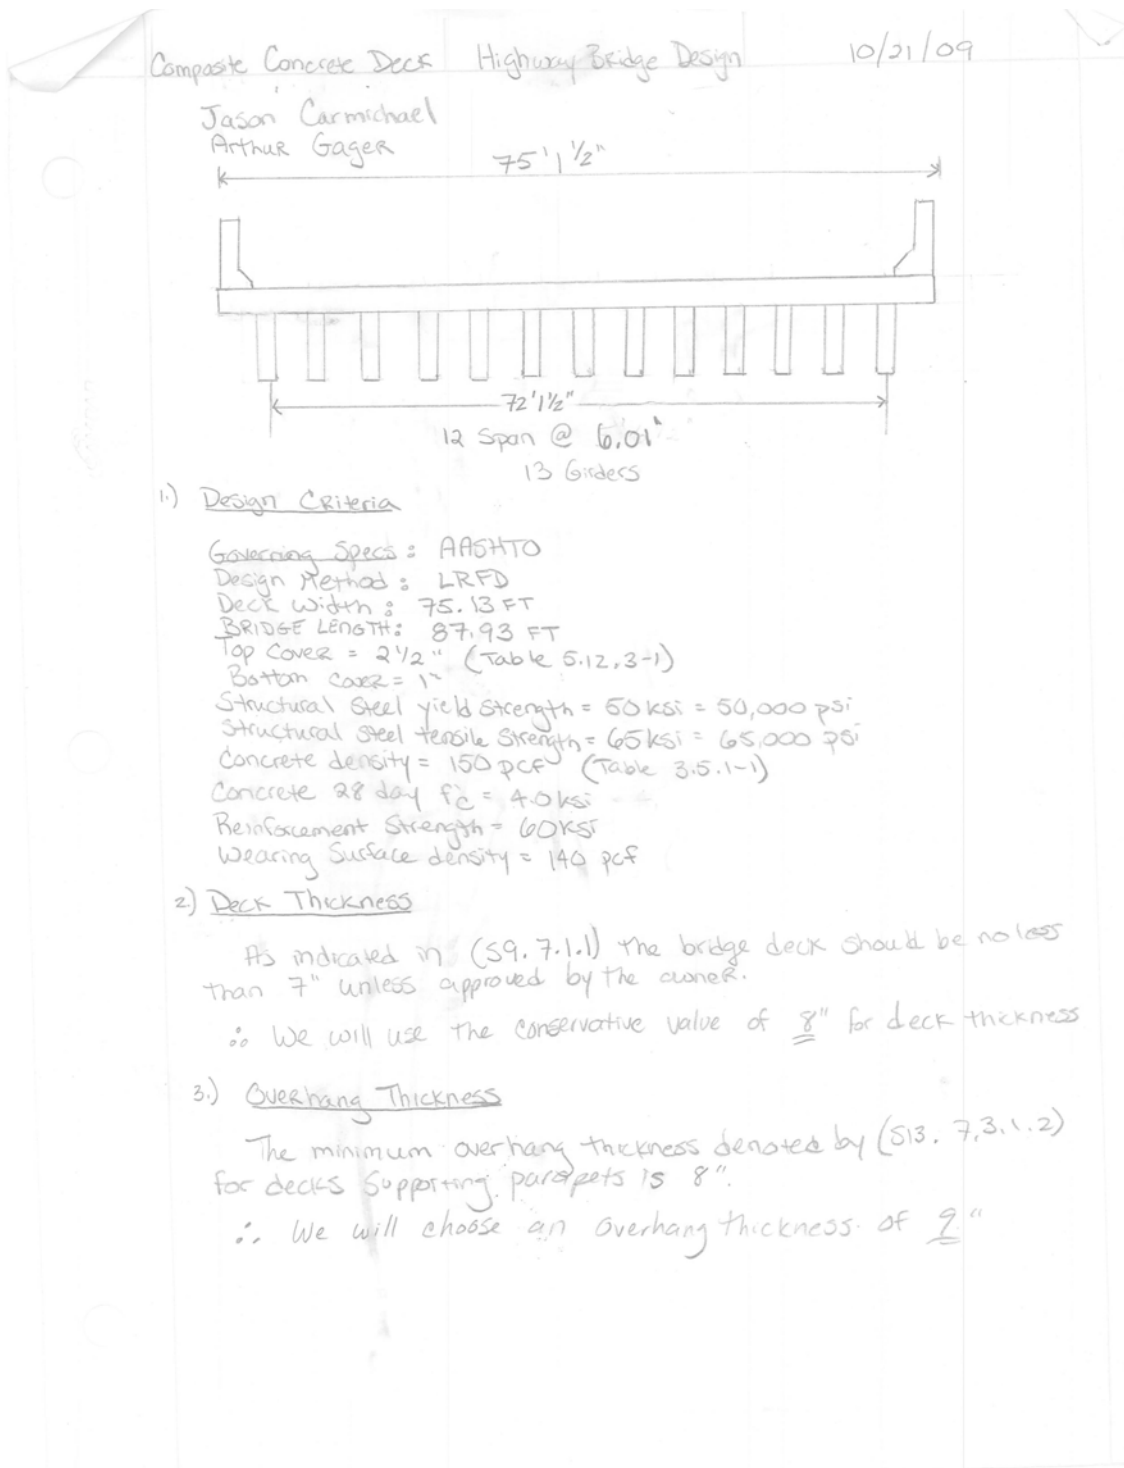 Composite Concrete Deck Highway Bridge Design 10/21/09
Jason Carmichael
Arthur Gager
75'1 1/2"
72'1 1/2"
12 Span @ 6.01'
13 Girders
1.) Design Criteria
Governing Specs: AASHTO
Design Method: LRFD
Deck Width: 75.13 FT
BRIDGE LENGTH: 87.93 FT
Top Cover = 2 1/2" (Table 5.12.3-1)
Bottom Cover = 1"
Structural Steel yield Strength = 50 ksi = 50,000 psi
Structural Steel tensile Strength = 65 ksi = 65,000 psi
Concrete density = 150 pcf (Table 3.5.1-1)
Concrete 28 day f'c = 4.0 ksi
Reinforcement Strength = 60 ksi
Wearing Surface density = 140 pcf
2.) Deck Thickness
As indicated in (S9.7.1.1) the bridge deck should be no less
than 7" unless approved by the owner.
∴ We will use the conservative value of 8" for deck thickness
3.) Overhang Thickness
The minimum overhang thickness denoted by (S13.7.3.1.2)
for decks supporting parapets is 8".
∴ We will choose an overhang thickness of 9"